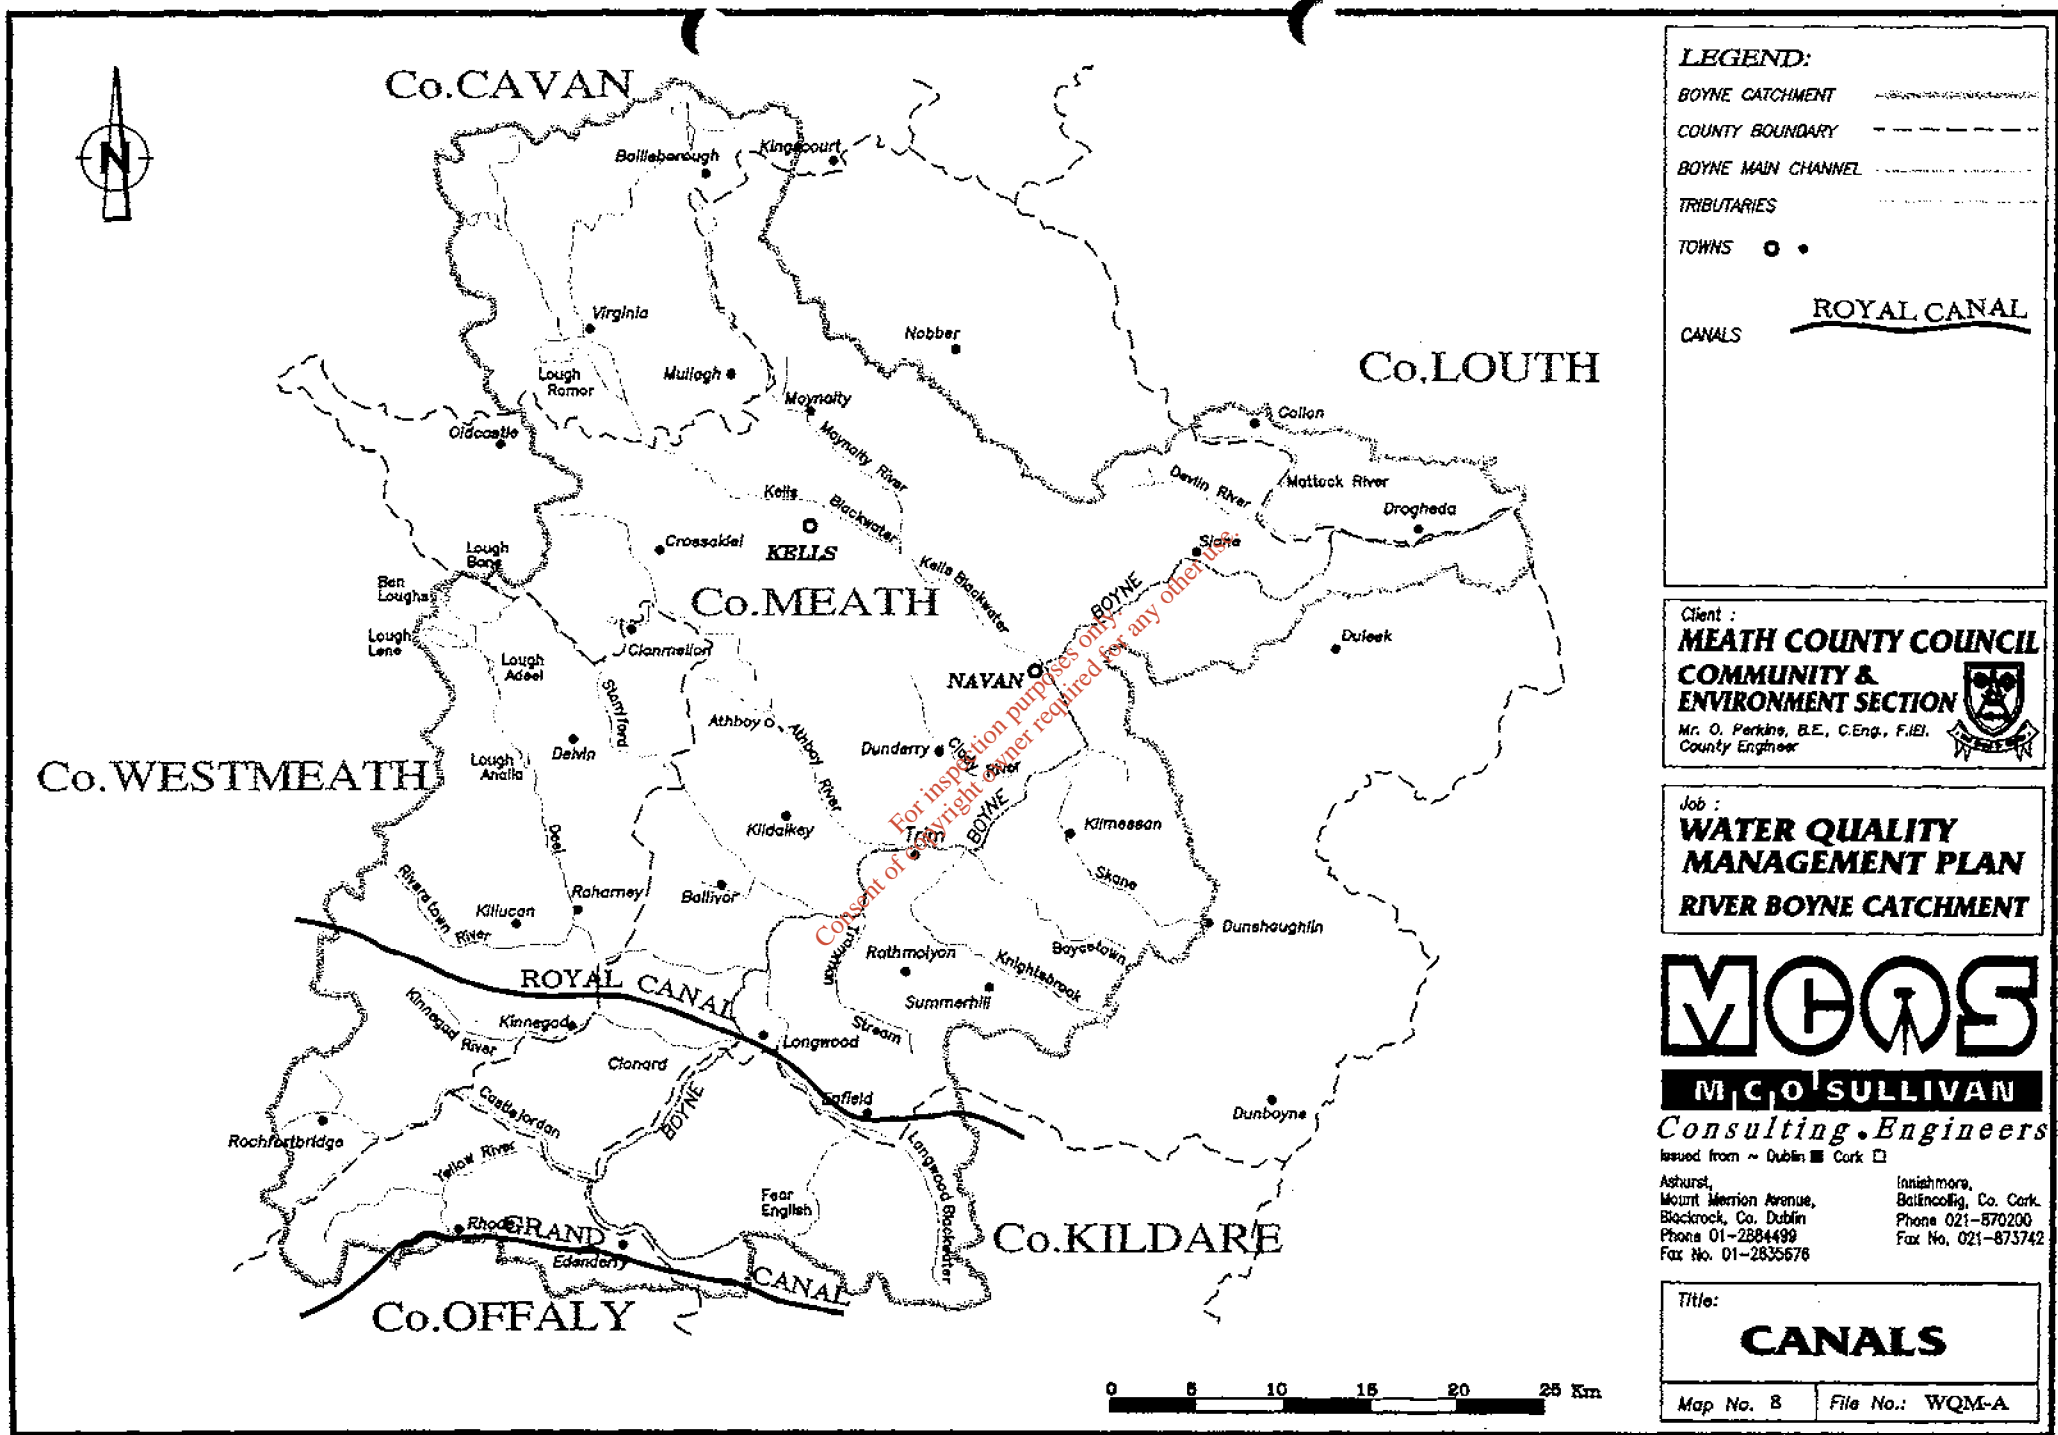 Co.CAVAN
N
Bailieborough
Kingscourt
Virginia
Lough
Ramor
Mullagh
Nobber
Co.LOUTH
Moynalty
Moynalty River
Oldcastle
Collon
Kells Blackwater
KELLS
Devlin River
Mattock River
Drogheda
Crossakiel
Slane
Lough
Bane
Ben
Loughs
Kells Blackwater
Co.MEATH
BOYNE
Lough
Lene
Clonmellon
Duleek
Lough
Adeel
NAVAN
Stonyford
Athboy
Athboy River
Dunderry
Clady River
Delvin
Lough
Analla
Co.WESTMEATH
BOYNE
Kildalkey
Trim
Kilmessan
Deel
Skane
Riverstown River
Killucan
Raharney
Ballivor
Dunshaughlin
Tromman
Stream
Rathmolyon
Boycetown
Knightsbrook
Summerhill
ROYAL CANAL
Kinnegad River
Kinnegad
Longwood
Clonard
BOYNE
Castlejordan
Enfield
Dunboyne
Rochfortbridge
Yellow River
Longwood Blackwater
Fear
English
Rhode
GRAND CANAL
Edenderry
Co.KILDARE
Co.OFFALY
For inspection purposes only.
Consent of copyright owner required for any other use.
0 5 10 15 20 25 Km
LEGEND:
BOYNE CATCHMENT
COUNTY BOUNDARY
BOYNE MAIN CHANNEL
TRIBUTARIES
TOWNS
CANALS
ROYAL CANAL
Client :
MEATH COUNTY COUNCIL
COMMUNITY &
ENVIRONMENT SECTION
Mr. O. Perkins, B.E., C.Eng., F.I.E.I.
County Engineer
Job :
WATER QUALITY
MANAGEMENT PLAN
RIVER BOYNE CATCHMENT
MCOS
M.C.O'SULLIVAN
Consulting.Engineers
Issued from ~ Dublin Cork
Ashurst,
Mount Merrion Avenue,
Blackrock, Co. Dublin
Phone 01-2884499
Fax No. 01-2835676
Innishmore,
Ballincollig, Co. Cork.
Phone 021-870200
Fax No. 021-873742
Title:
CANALS
Map No. 8
File No.: WQM-A